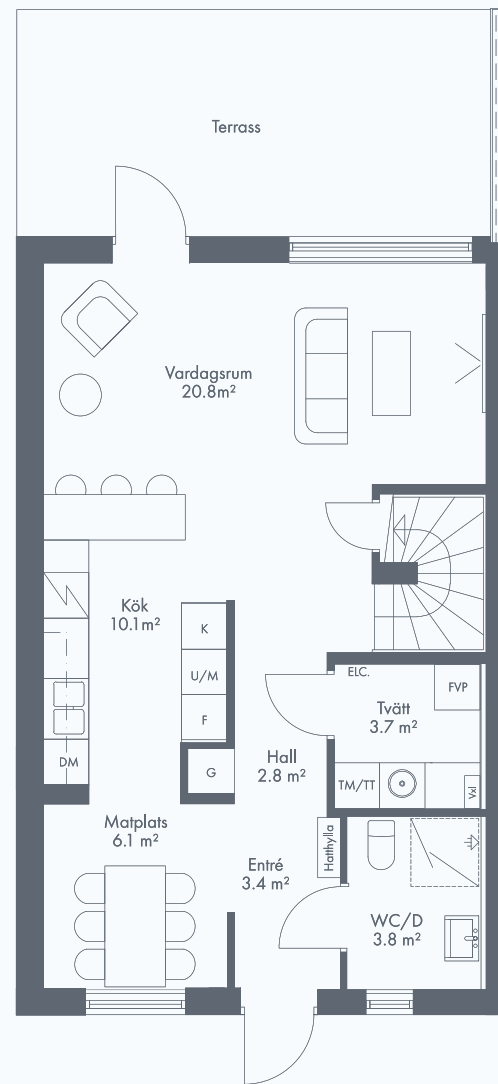 Terrass
Vardagsrum
20.8m²
Kök
10.1m²
K
U/M
F
G
DM
ELC.
FVP
Tvätt
3.7 m²
TM/TT
Vxl
Hall
2.8 m²
Matplats
6.1 m²
Hatthylla
Entré
3.4 m²
WC/D
3.8 m²